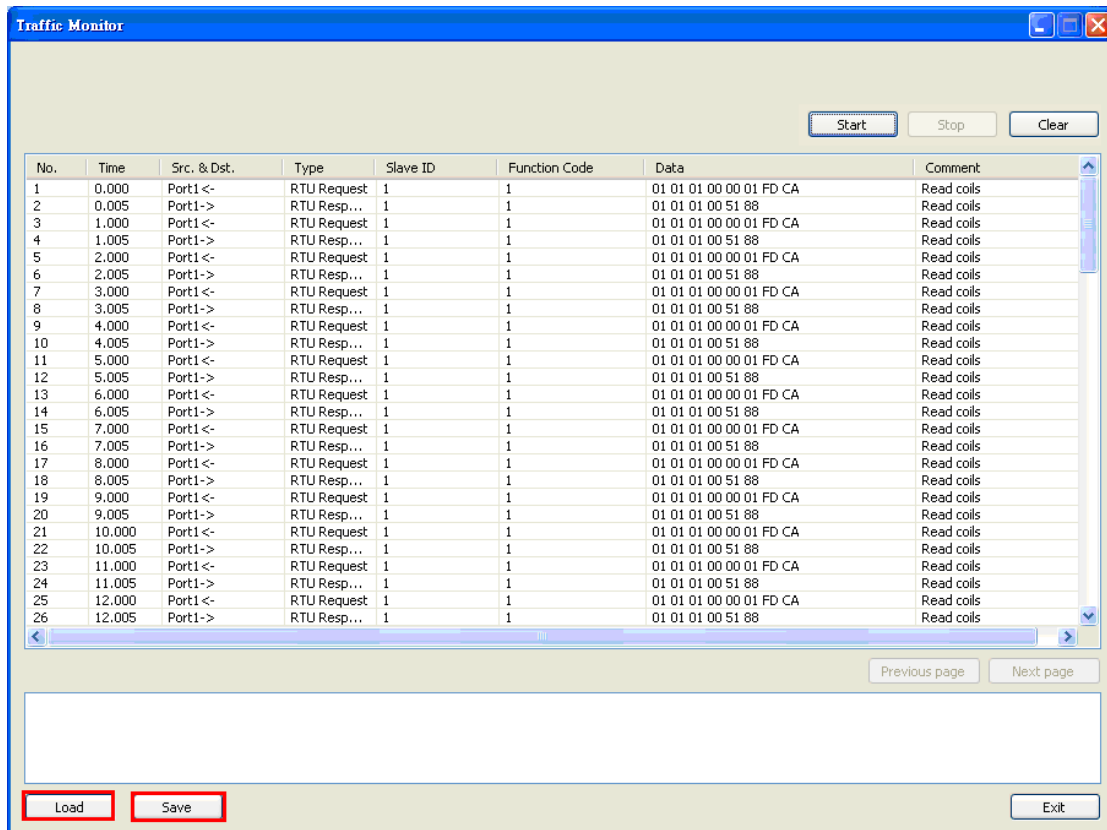 Traffic Monitor
Start Stop Clear
No. Time Src. & Dst. Type Slave ID Function Code Data Comment
1 0.000 Port1<- RTU Request 1 1 01 01 01 00 00 01 FD CA Read coils
2 0.005 Port1-> RTU Resp... 1 1 01 01 01 00 51 88 Read coils
3 1.000 Port1<- RTU Request 1 1 01 01 01 00 00 01 FD CA Read coils
4 1.005 Port1-> RTU Resp... 1 1 01 01 01 00 51 88 Read coils
5 2.000 Port1<- RTU Request 1 1 01 01 01 00 00 01 FD CA Read coils
6 2.005 Port1-> RTU Resp... 1 1 01 01 01 00 51 88 Read coils
7 3.000 Port1<- RTU Request 1 1 01 01 01 00 00 01 FD CA Read coils
8 3.005 Port1-> RTU Resp... 1 1 01 01 01 00 51 88 Read coils
9 4.000 Port1<- RTU Request 1 1 01 01 01 00 00 01 FD CA Read coils
10 4.005 Port1-> RTU Resp... 1 1 01 01 01 00 51 88 Read coils
11 5.000 Port1<- RTU Request 1 1 01 01 01 00 00 01 FD CA Read coils
12 5.005 Port1-> RTU Resp... 1 1 01 01 01 00 51 88 Read coils
13 6.000 Port1<- RTU Request 1 1 01 01 01 00 00 01 FD CA Read coils
14 6.005 Port1-> RTU Resp... 1 1 01 01 01 00 51 88 Read coils
15 7.000 Port1<- RTU Request 1 1 01 01 01 00 00 01 FD CA Read coils
16 7.005 Port1-> RTU Resp... 1 1 01 01 01 00 51 88 Read coils
17 8.000 Port1<- RTU Request 1 1 01 01 01 00 00 01 FD CA Read coils
18 8.005 Port1-> RTU Resp... 1 1 01 01 01 00 51 88 Read coils
19 9.000 Port1<- RTU Request 1 1 01 01 01 00 00 01 FD CA Read coils
20 9.005 Port1-> RTU Resp... 1 1 01 01 01 00 51 88 Read coils
21 10.000 Port1<- RTU Request 1 1 01 01 01 00 00 01 FD CA Read coils
22 10.005 Port1-> RTU Resp... 1 1 01 01 01 00 51 88 Read coils
23 11.000 Port1<- RTU Request 1 1 01 01 01 00 00 01 FD CA Read coils
24 11.005 Port1-> RTU Resp... 1 1 01 01 01 00 51 88 Read coils
25 12.000 Port1<- RTU Request 1 1 01 01 01 00 00 01 FD CA Read coils
26 12.005 Port1-> RTU Resp... 1 1 01 01 01 00 51 88 Read coils
Previous page Next page
Load Save Exit